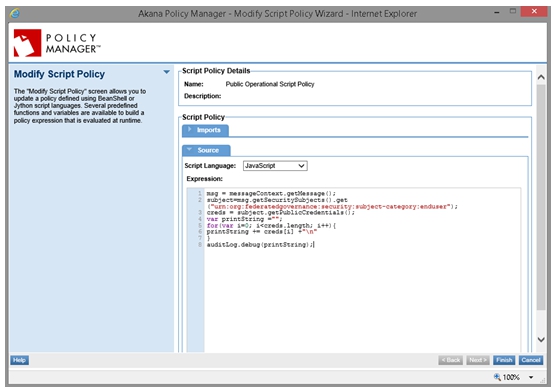 Akana Policy Manager - Modify Script Policy Wizard - Internet Explorer
POLICY
MANAGER™
Modify Script Policy
The "Modify Script Policy" screen allows you to
update a policy defined using BeanShell or
Jython script languages. Several predefined
functions and variables are available to build a
policy expression that is evaluated at runtime.
Script Policy Details
Name: Public Operational Script Policy
Description:
Script Policy
Imports
Source
Script Language: JavaScript
Expression:
1 msg = messageContext.getMessage();
2 subject=msg.getSecuritySubjects().get
("urn:org:federatedgovernance:security:subject-category:enduser");
3 creds = subject.getPublicCredentials();
4 var printString ="";
5 for(var i=0; i<creds.length; i++){
6 printString += creds[i] +"\n"
7 }
8 auditLog.debug(printString);
Help
< Back
Next >
Finish
Cancel
100%